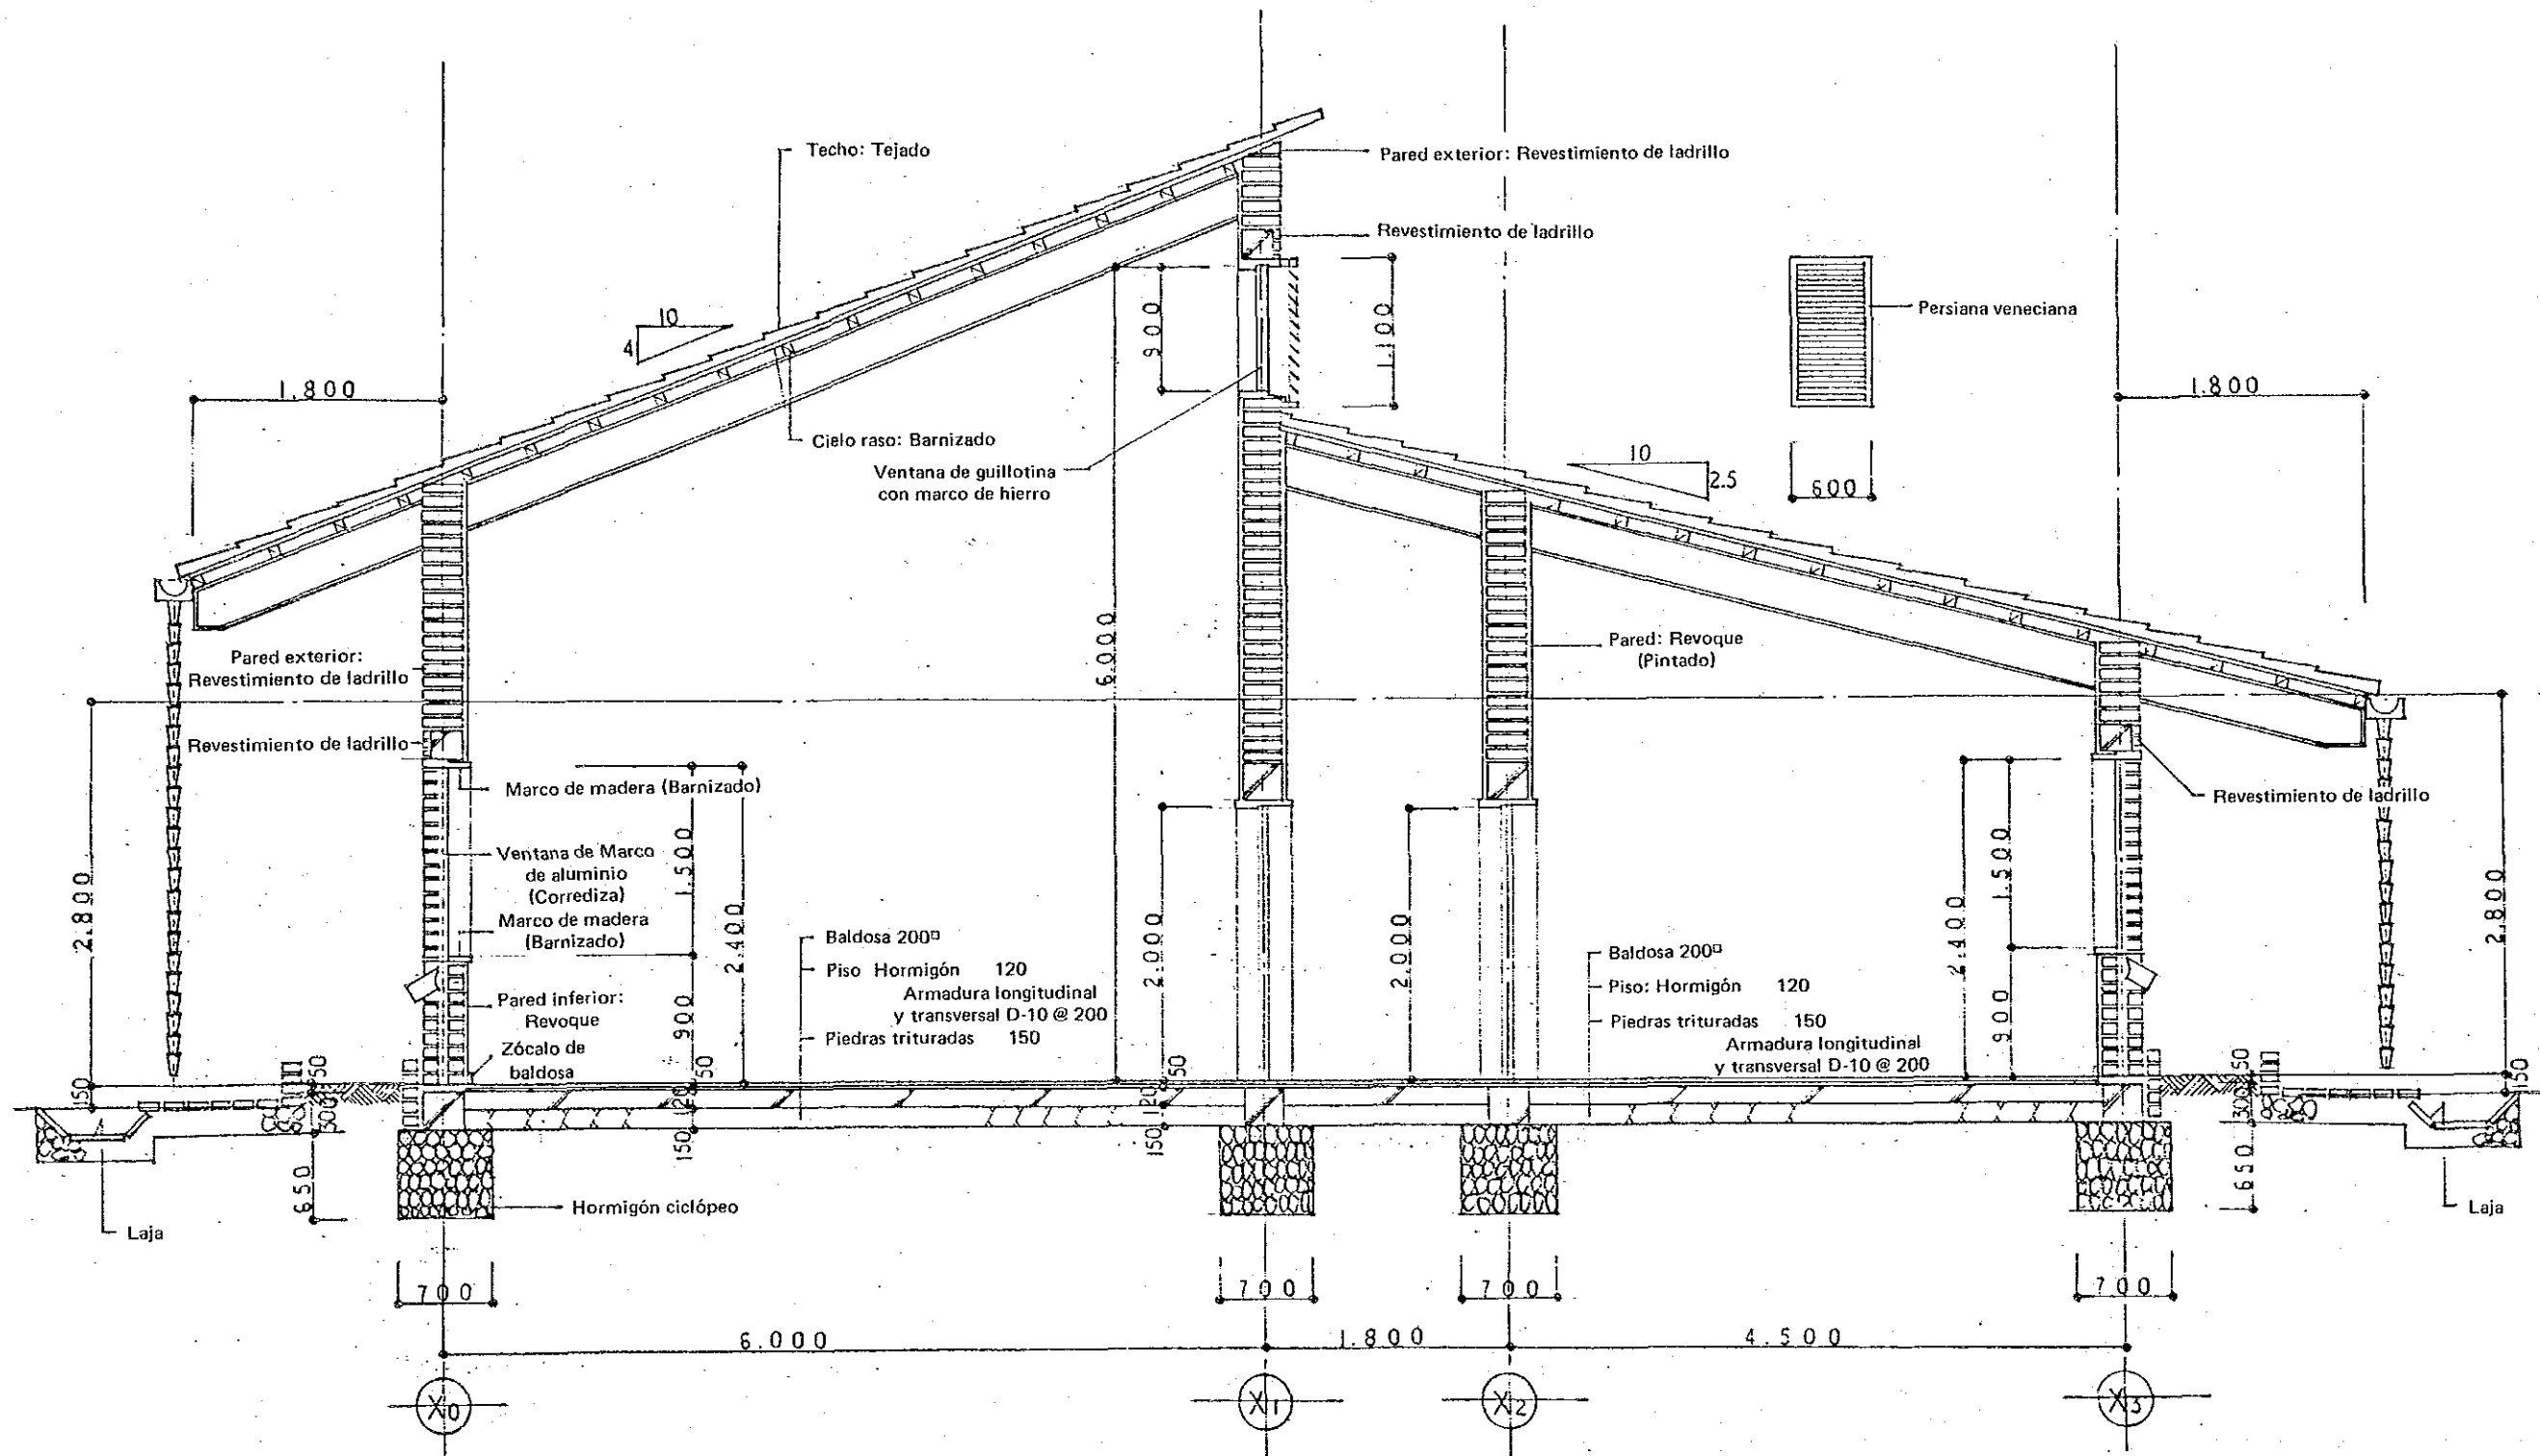 Techo: Tejado
Pared exterior: Revestimiento de ladrillo
Revestimiento de ladrillo
10
4
900
1.100
Persiana veneciana
1.800
1.800
Cielo raso: Barnizado
Ventana de guillotina
con marco de hierro
10
2.5
600
6.000
Pared exterior:
Revestimiento de ladrillo
Pared: Revoque
(Pintado)
Revestimiento de ladrillo
Marco de madera (Barnizado)
Revestimiento de ladrillo
Ventana de Marco
de aluminio
(Corrediza)
Marco de madera
(Barnizado)
2.800
1.500
2.400
900
2.000
2.000
2.400
1.500
900
2.800
Baldosa 200□
Piso Hormigón 120
Armadura longitudinal
y transversal D-10 @ 200
Piedras trituradas 150
Baldosa 200□
Piso: Hormigón 120
Piedras trituradas 150
Armadura longitudinal
y transversal D-10 @ 200
Pared inferior:
Revoque
Zócalo de
baldosa
150
50
300
650
50
120
150
50
120
150
50
300
650
150
Laja
Hormigón ciclópeo
Laja
700
700
700
700
6.000
1.800
4.500
X0
X1
X2
X3